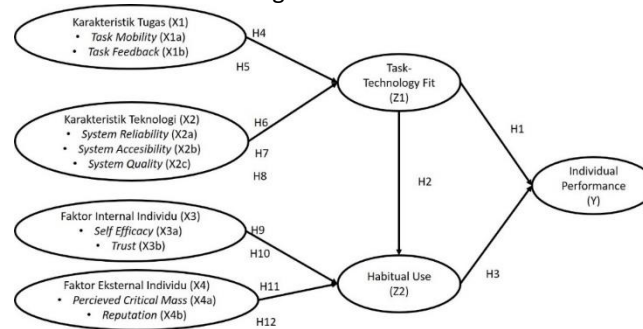 Karakteristik Tugas (X1)
• Task Mobility (X1a)
• Task Feedback (X1b)
H4
H5
Karakteristik Teknologi (X2)
• System Reliability (X2a)
• System Accesibility (X2b)
• System Quality (X2c)
H6
H7
H8
Task-
Technology Fit
(Z1)
H1
H2
Individual
Performance
(Y)
Faktor Internal Individu (X3)
• Self Efficacy (X3a)
• Trust (X3b)
H9
H10
Faktor Eksternal Individu (X4)
• Percieved Critical Mass (X4a)
• Reputation (X4b)
H11
H12
Habitual Use
(Z2)
H3